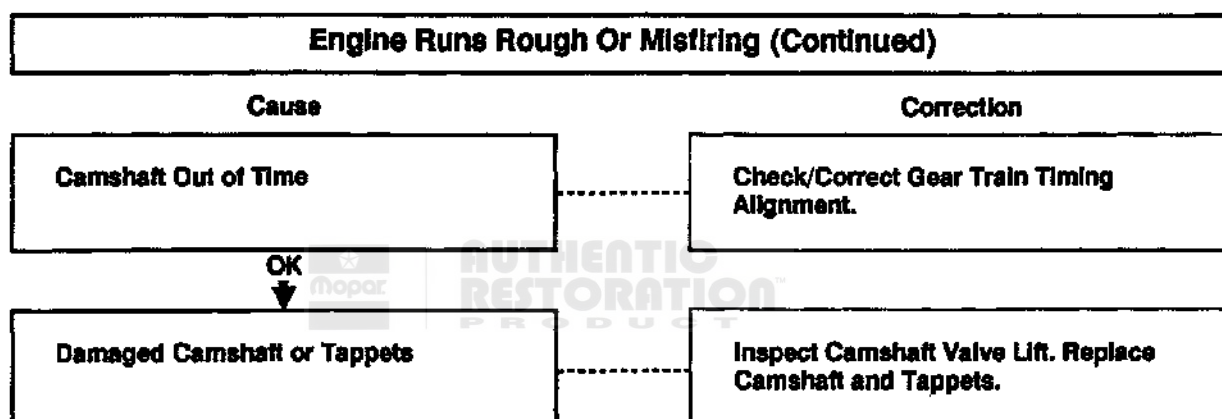 Engine Runs Rough Or Misfiring (Continued)
Cause
Correction
Camshaft Out of Time
Check/Correct Gear Train Timing
Alignment.
OK
Mopar
AUTHENTIC
RESTORATION™
PRODUCT
Damaged Camshaft or Tappets
Inspect Camshaft Valve Lift. Replace
Camshaft and Tappets.